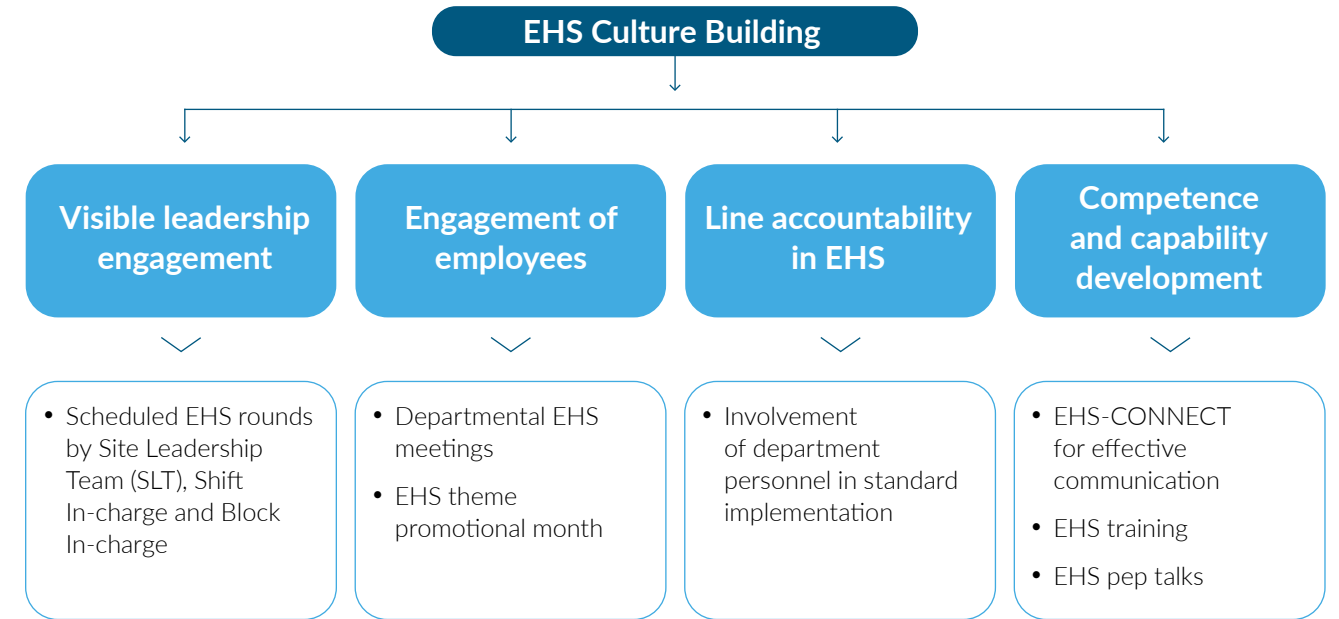 EHS Culture Building
Visible leadership
engagement
Engagement of
employees
Line accountability
in EHS
Competence
and capability
development
• Scheduled EHS rounds
by Site Leadership
Team (SLT), Shift
In-charge and Block
In-charge
• Departmental EHS
meetings
• EHS theme
promotional month
• Involvement
of department
personnel in standard
implementation
• EHS-CONNECT
for effective
communication
• EHS training
• EHS pep talks